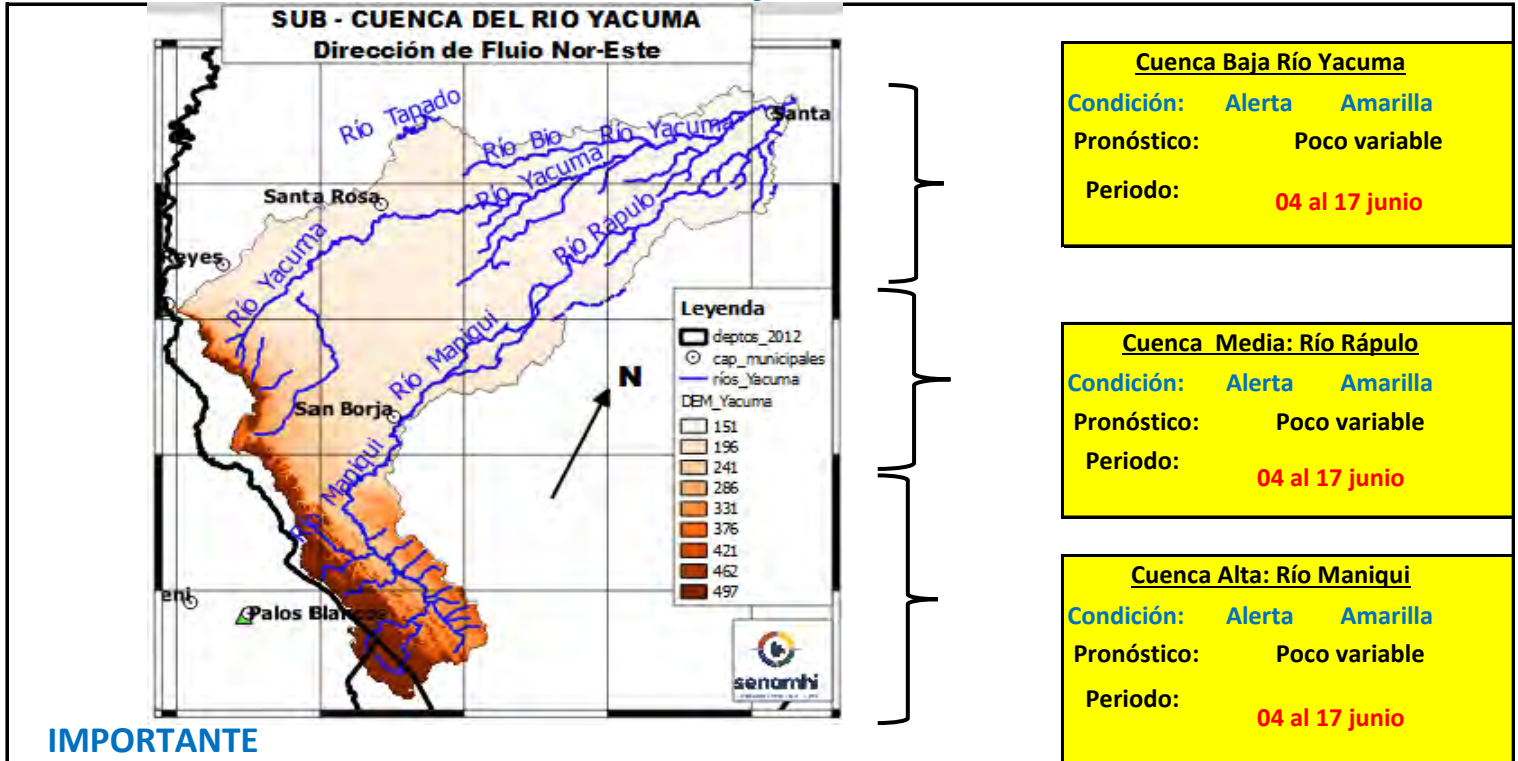 SUB - CUENCA DEL RIO YACUMA
Dirección de Fluio Nor-Este
Río Tapado
Río Bio
Río Yacuma
Santa
Río Yacuma
Santa Rosa
Río Rápulo
Reyes
Río Yacuma
Río Maniqui
San Borja
Río Maniqui
Río Maniqui
eni
Palos Blancos
N
Leyenda
deptos_2012
cap_municipales
ríos_Yacuma
DEM_Yacuma
151
196
241
286
331
376
421
462
497
senamhi
Cuenca Baja Río Yacuma
Condición: Alerta Amarilla
Pronóstico: Poco variable
Periodo: 04 al 17 junio
Cuenca Media: Río Rápulo
Condición: Alerta Amarilla
Pronóstico: Poco variable
Periodo: 04 al 17 junio
Cuenca Alta: Río Maniqui
Condición: Alerta Amarilla
Pronóstico: Poco variable
Periodo: 04 al 17 junio
IMPORTANTE